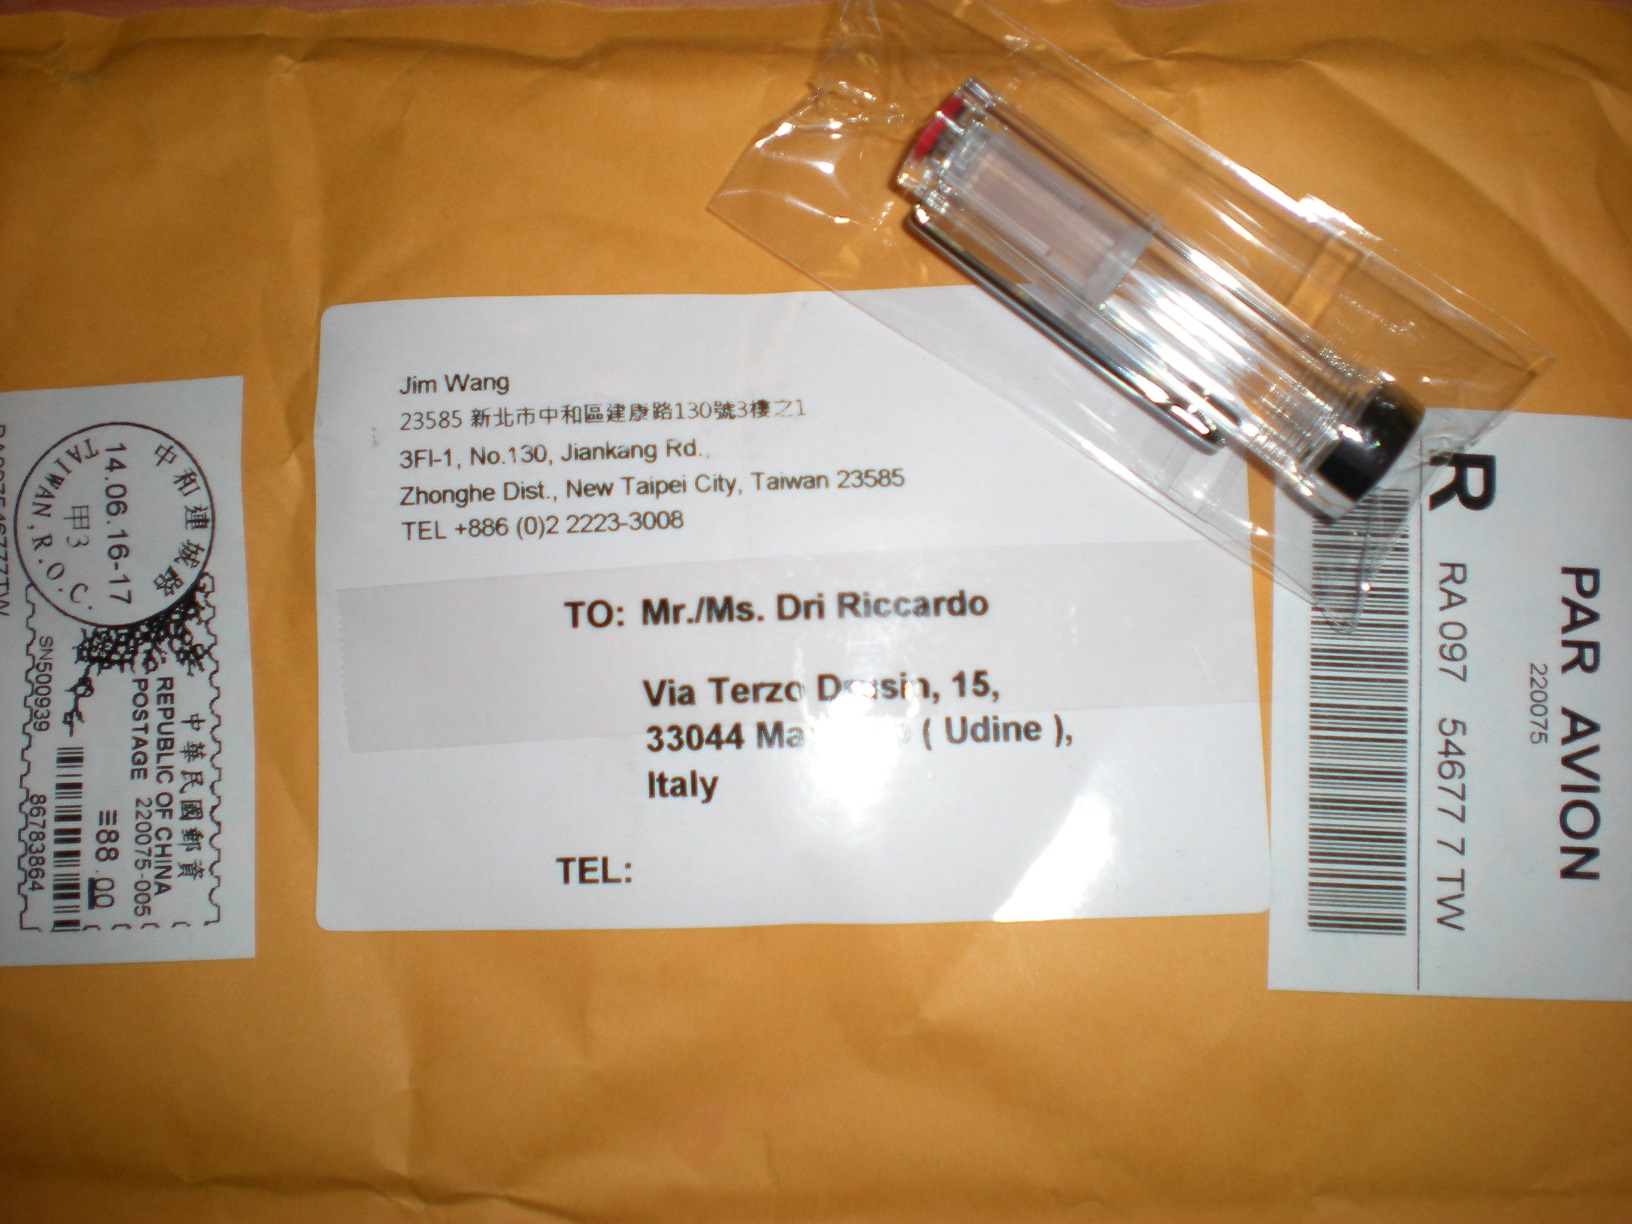 Jim Wang
23585 新北市中和區建康路130號3樓之1
3Fl-1, No.130, Jiankang Rd.,
Zhonghe Dist., New Taipei City, Taiwan 23585
TEL +886 (0)2 2223-3008
TO: Mr./Ms. Dri Riccardo
Via Terzo 15,
33044 ( Udine ),
Italy
TEL:
中和連城路
14.06.16-17
甲3
TAIWAN, R.O.C.
中華民國郵資
REPUBLIC OF CHINA
POSTAGE 220075-005
≡88.00
SN500939 86783864
R
RA 097 54677 7 TW
220075
PAR AVION